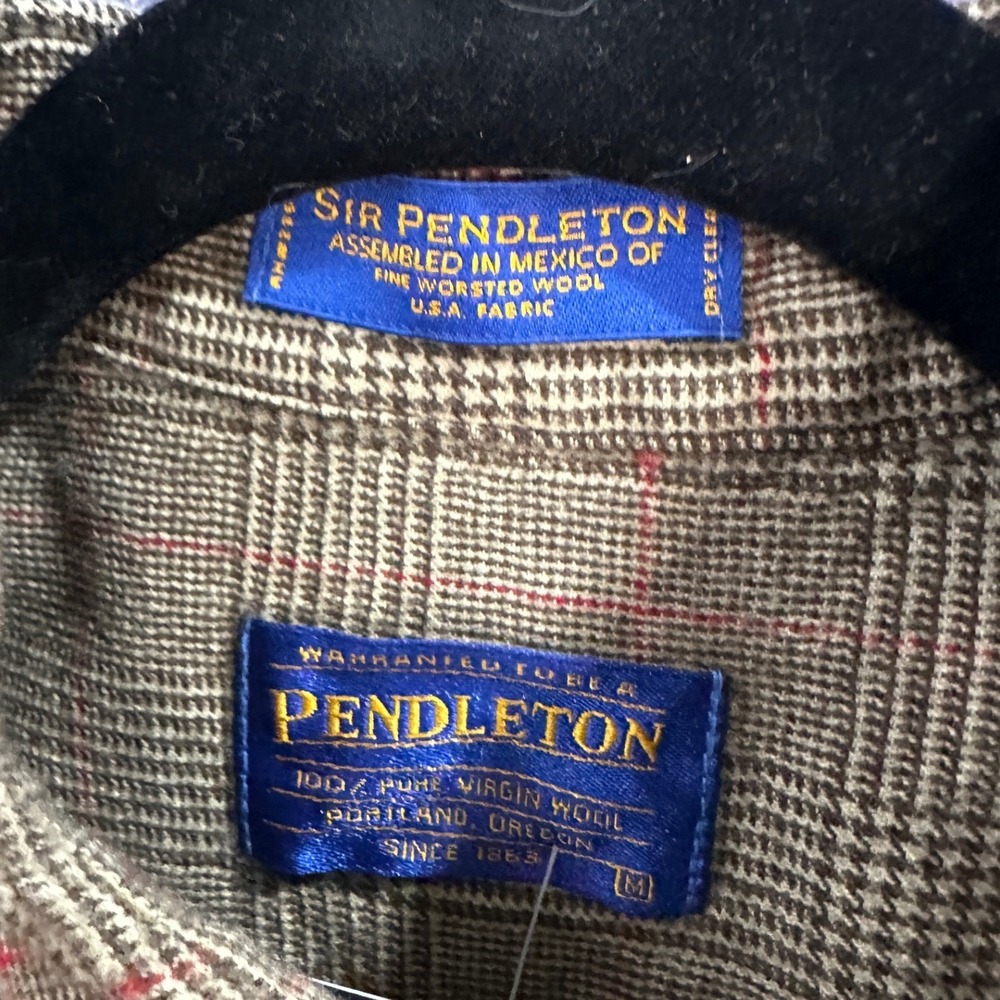 SIR PENDLETON
ASSEMBLED IN MEXICO OF
FINE WORSTED WOOL
U.S.A. FABRIC
DRY CLEAN
WARRANTED TO BE A
PENDLETON
100% PURE VIRGIN WOOL
PORTLAND, OREGON
SINCE 1863
M